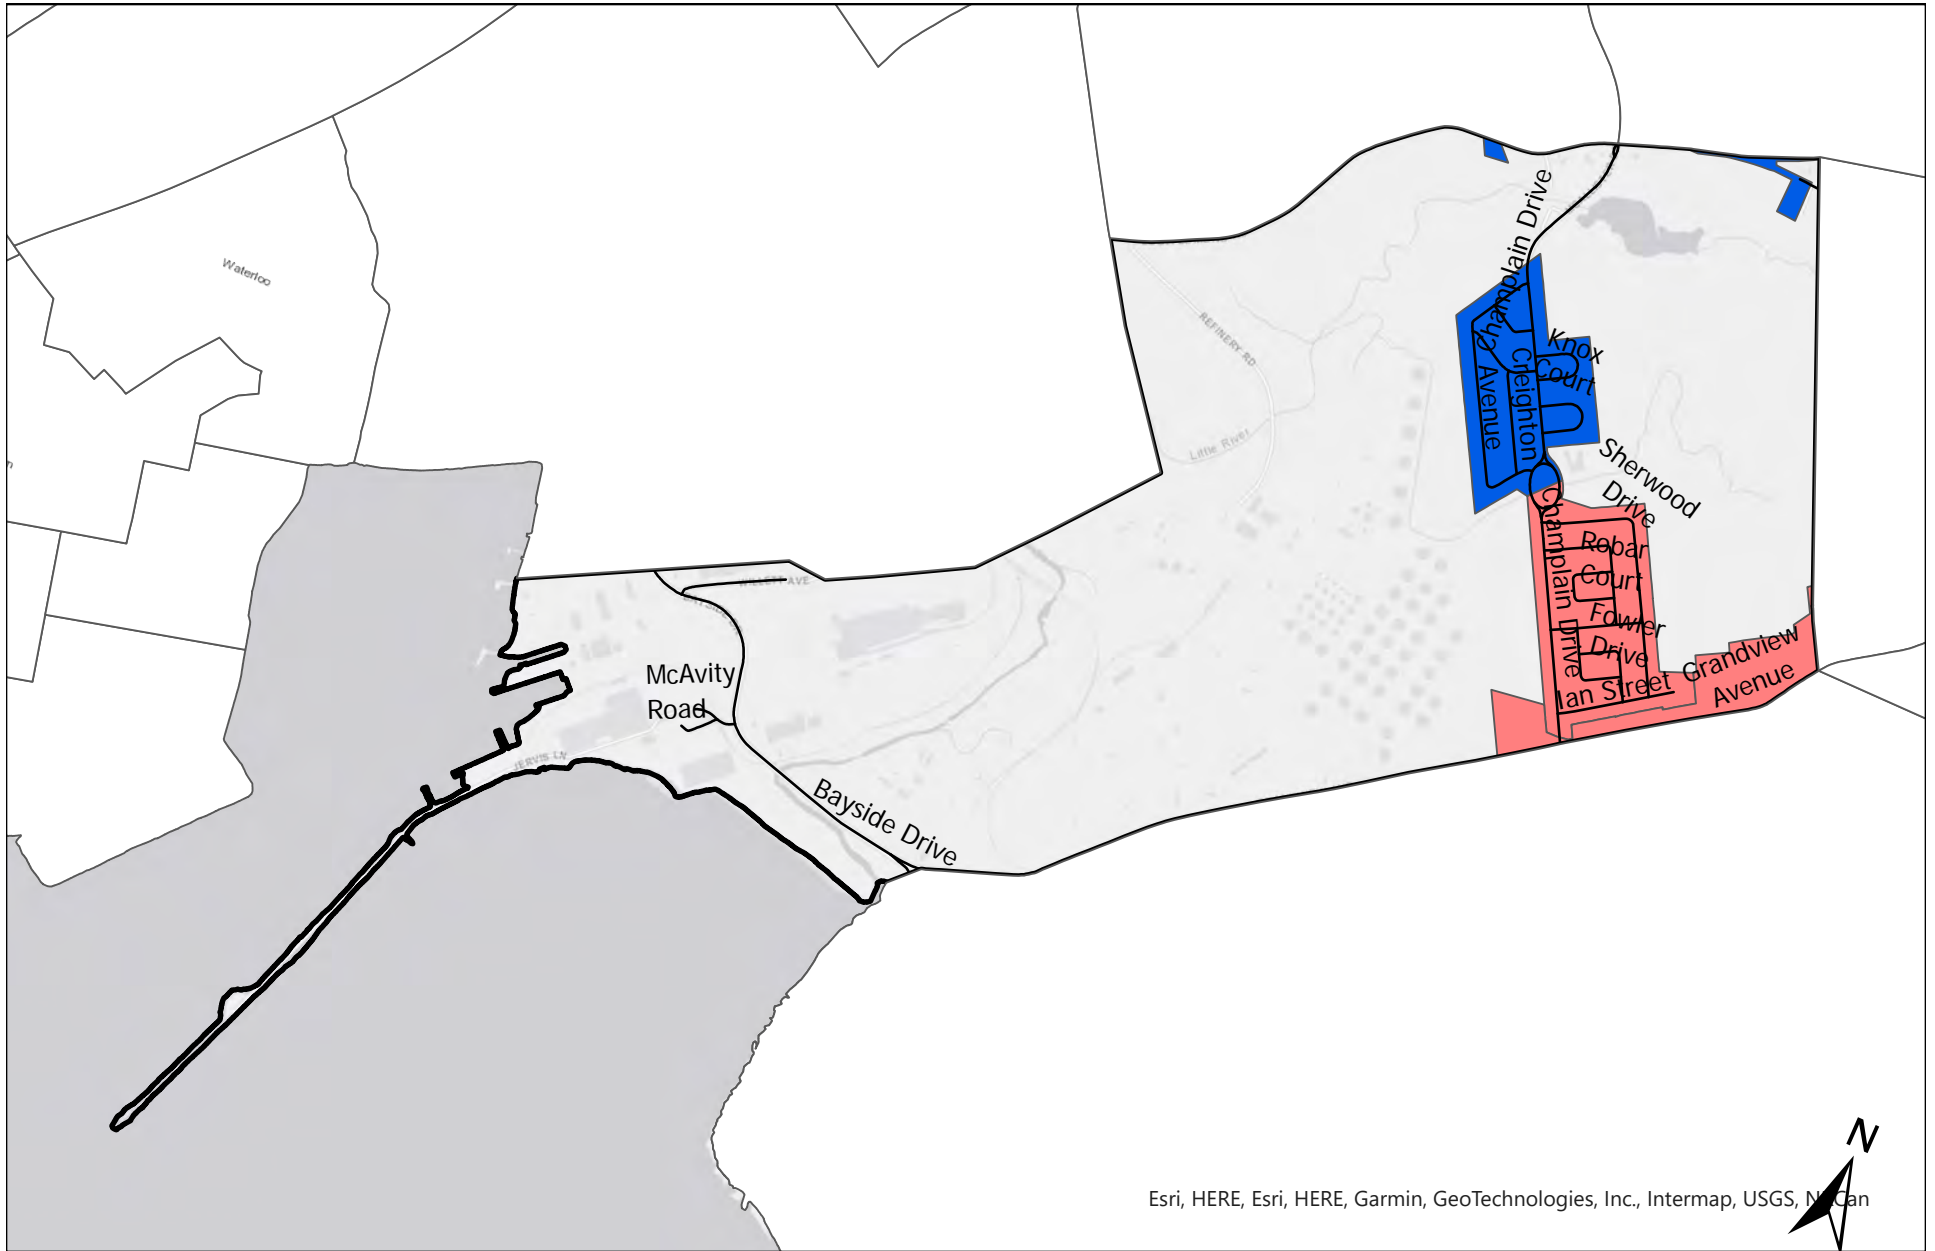 Waterloo
Champlain Drive
REFINERY RD
Knox
Court
Creighton
Avenue
Little River
Sherwood
Drive
Champlain Drive
Robar
Court
Fowler
Drive
Ian Street
Grandview
Avenue
McAvity
Road
JERVIS LN
Bayside Drive
N
Esri, HERE, Esri, HERE, Garmin, GeoTechnologies, Inc., Intermap, USGS,